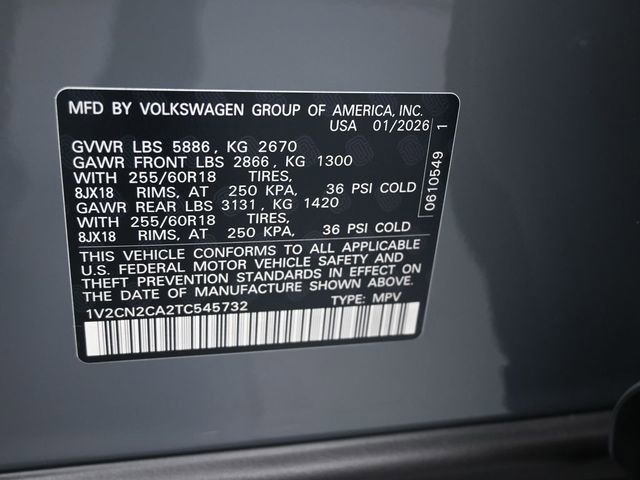 MFD BY VOLKSWAGEN GROUP OF AMERICA, INC.
USA 01/2026
GVWR LBS 5886, KG 2670
GAWR FRONT LBS 2866, KG 1300
WITH 255/60R18 TIRES,
8JX18 RIMS, AT 250 KPA, 36 PSI COLD
GAWR REAR LBS 3131, KG 1420
WITH 255/60R18 TIRES,
8JX18 RIMS, AT 250 KPA, 36 PSI COLD
THIS VEHICLE CONFORMS TO ALL APPLICABLE
U.S. FEDERAL MOTOR VEHICLE SAFETY AND
THEFT PREVENTION STANDARDS IN EFFECT ON
DATE OF MANUFACTURE SHOWN ABOVE.
1V2CN2CA2TC545732 TYPE: MPV
0610549 1